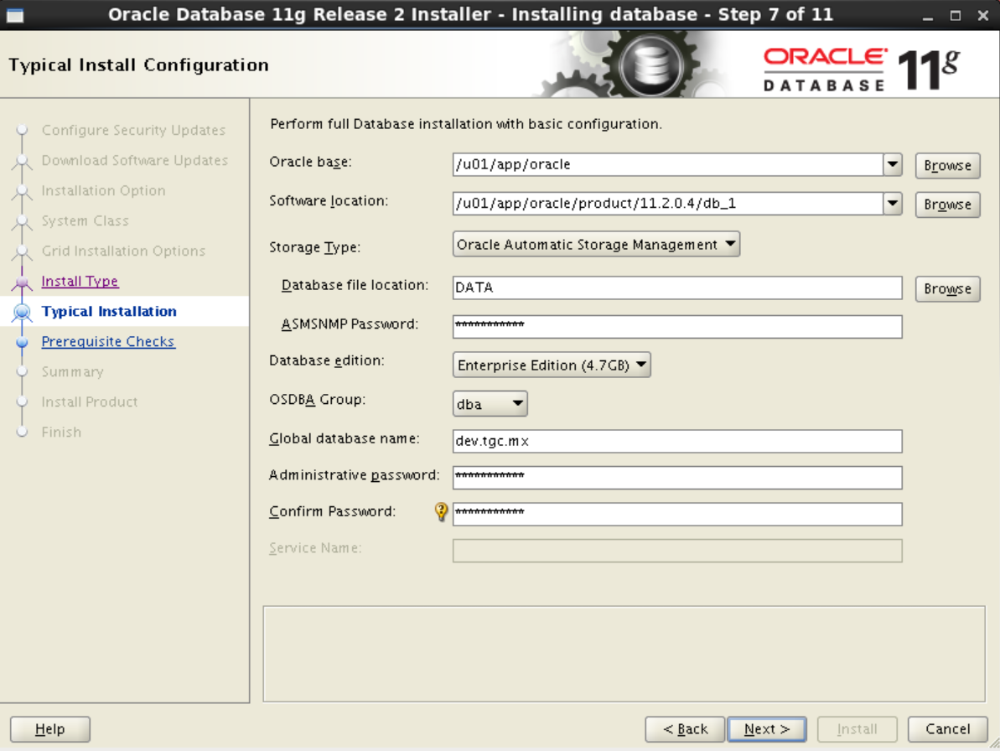 Oracle Database 11g Release 2 Installer - Installing database - Step 7 of 11
Typical Install Configuration
ORACLE
DATABASE
11g
Configure Security Updates
Download Software Updates
Installation Option
System Class
Grid Installation Options
Install Type
Typical Installation
Prerequisite Checks
Summary
Install Product
Finish
Perform full Database installation with basic configuration.
Oracle base: /u01/app/oracle Browse
Software location: /u01/app/oracle/product/11.2.0.4/db_1 Browse
Storage Type: Oracle Automatic Storage Management
Database file location: DATA Browse
ASMSNMP Password: ***********
Database edition: Enterprise Edition (4.7GB)
OSDBA Group: dba
Global database name: dev.tgc.mx
Administrative password: ***********
Confirm Password: ***********
Service Name:
Help < Back Next > Install Cancel